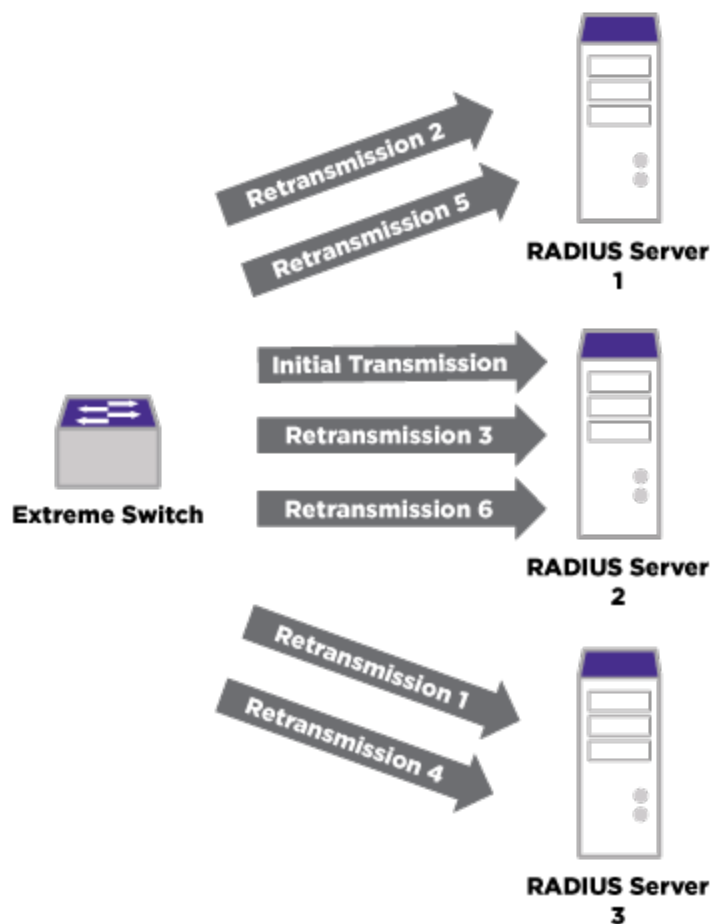 Retransmission 2
Retransmission 5
RADIUS Server
1
Initial Transmission
Retransmission 3
Retransmission 6
Extreme Switch
RADIUS Server
2
Retransmission 1
Retransmission 4
RADIUS Server
3